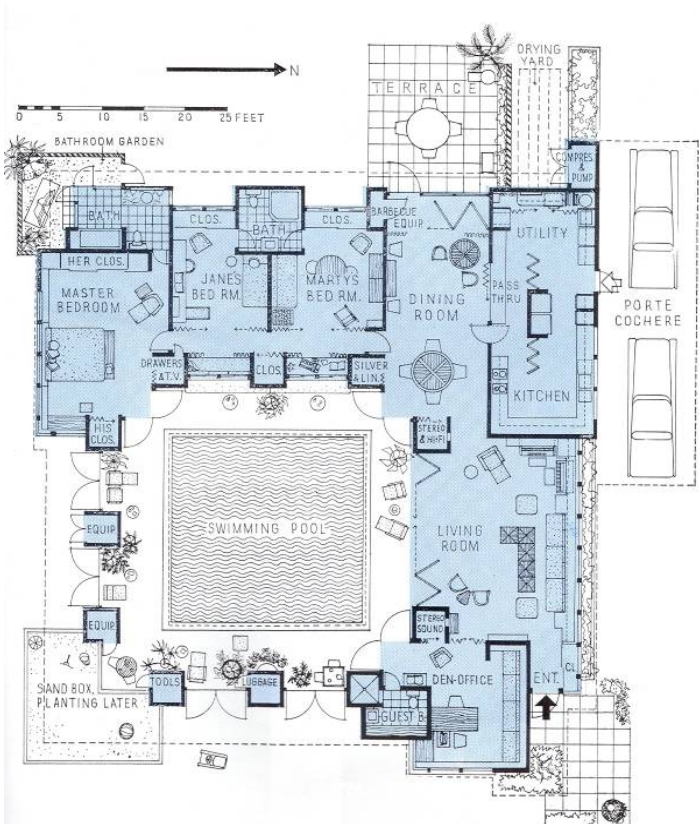 DRYING
YARD
N
TERRACE
0 5 10 15 20 25 FEET
BATHROOM GARDEN
COMPRES.
& PUMP
BATH
CLOS.
BATH
CLOS.
BARBECUE
EQUIP.
UTILITY
HER CLOS.
JANES
BED RM.
MARTYS
BED RM.
MASTER
BEDROOM
DINING
ROOM
PASS
THRU
PORTE
COCHERE
DRAWERS
& T.V.
CLOS.
SILVER
& LIN.
KITCHEN
HIS
CLOS.
STEREO
& HI-FI
EQUIP.
SWIMMING POOL
LIVING
ROOM
EQUIP.
STEREO
SOUND
SAND BOX,
PLANTING LATER
TOOLS
LUGGAGE
DEN-OFFICE
ENT.
CL.
GUEST B.